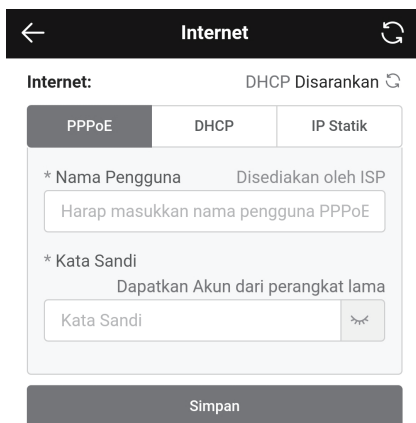 Internet
Internet: DHCP Disarankan
PPPoE DHCP IP Statik
* Nama Pengguna Disediakan oleh ISP
Harap masukkan nama pengguna PPPoE
* Kata Sandi
Dapatkan Akun dari perangkat lama
Kata Sandi
Simpan